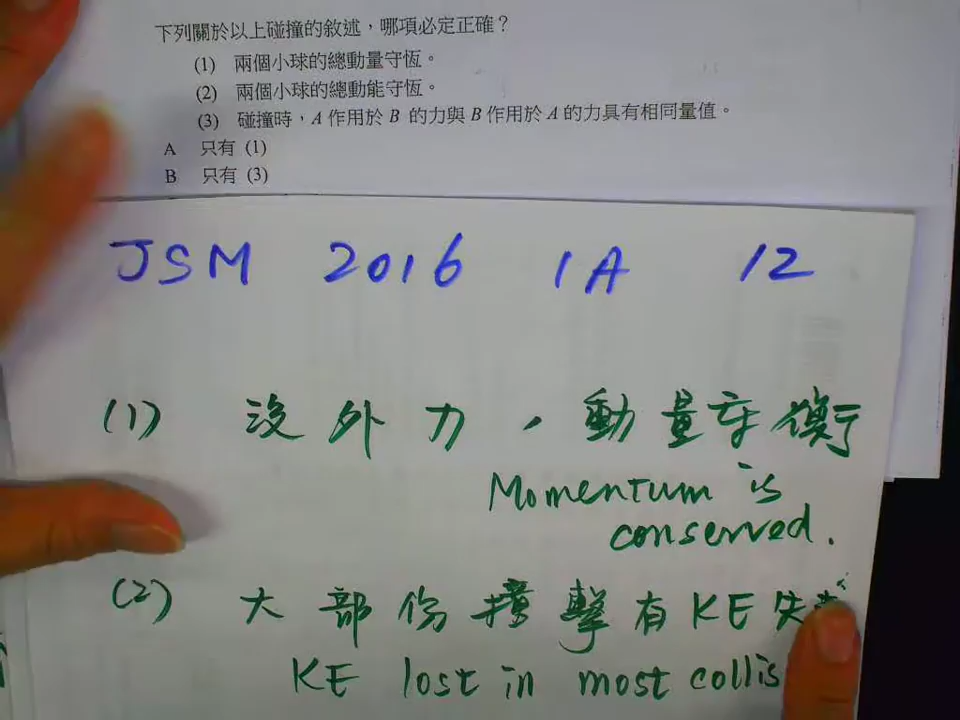 下列關於以上碰撞的敘述，哪項必定正確？
(1) 兩個小球的總動量守恆。
(2) 兩個小球的總動能守恆。
(3) 碰撞時，A 作用於 B 的力與 B 作用於 A 的力具有相同量值。
A 只有 (1)
B 只有 (3)
JSM 2016 1A 12
(1) 沒外力，動量守衡
Momentum is
conserved.
(2) 大部份撞擊有 KE 失
KE lost in most collis